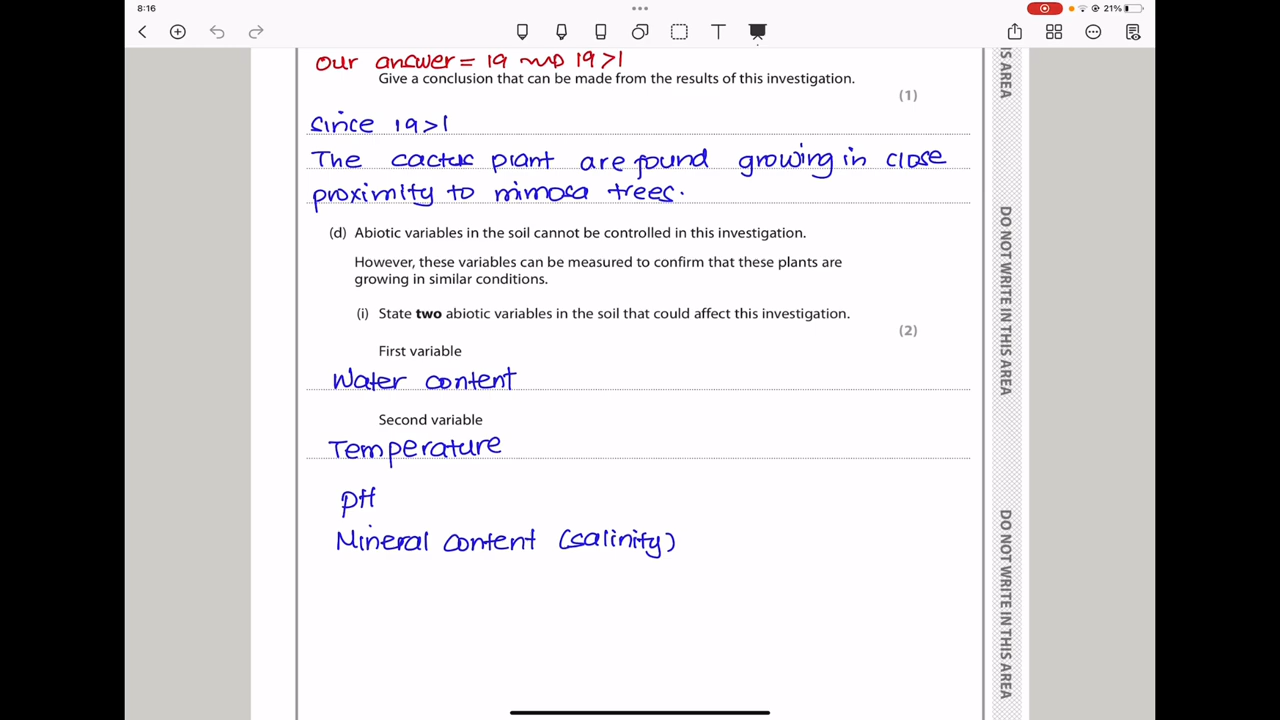 8:16
21%
our answer = 19 → 19 > 1
Give a conclusion that can be made from the results of this investigation.
(1)
Since 19 > 1
The cactus plant are found growing in close
proximity to mimosa trees.
(d) Abiotic variables in the soil cannot be controlled in this investigation.
However, these variables can be measured to confirm that these plants are
growing in similar conditions.
(i) State two abiotic variables in the soil that could affect this investigation.
(2)
First variable
Water content
Second variable
Temperature
pH
Mineral content (salinity)
IS AREA
DO NOT WRITE IN THIS AREA
DO NOT WRITE IN THIS AREA